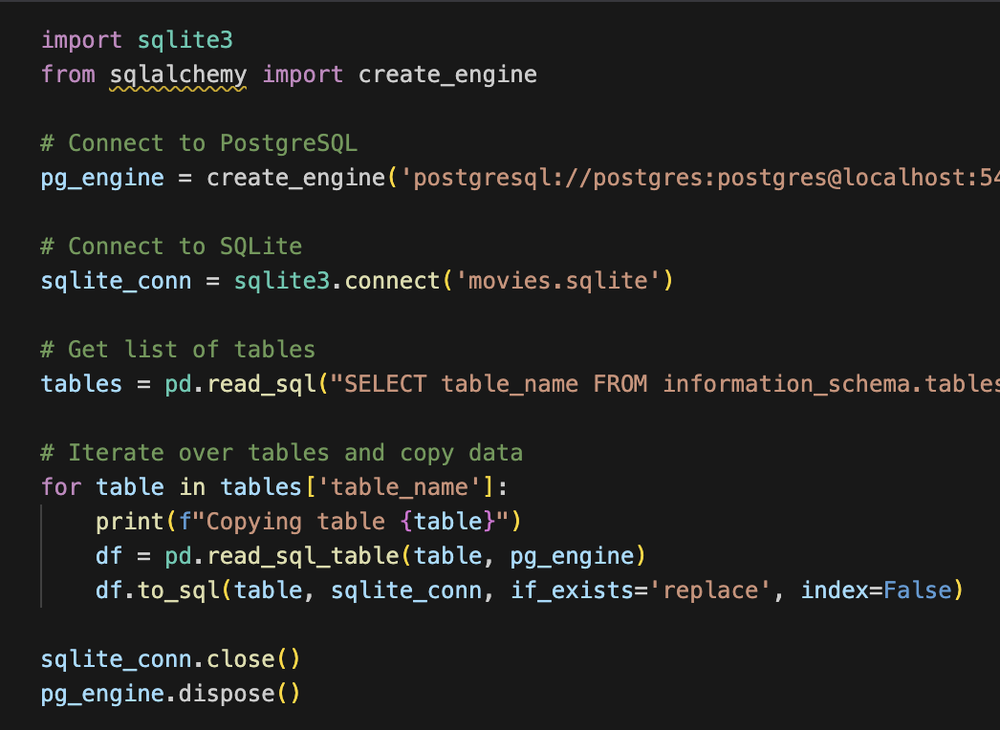 import sqlite3
from sqlalchemy import create_engine
# Connect to PostgreSQL
pg_engine = create_engine('postgresql://postgres:postgres@localhost:54
# Connect to SQLite
sqlite_conn = sqlite3.connect('movies.sqlite')
# Get list of tables
tables = pd.read_sql("SELECT table_name FROM information_schema.tables
# Iterate over tables and copy data
for table in tables['table_name']:
    print(f"Copying table {table}")
    df = pd.read_sql_table(table, pg_engine)
    df.to_sql(table, sqlite_conn, if_exists='replace', index=False)
sqlite_conn.close()
pg_engine.dispose()